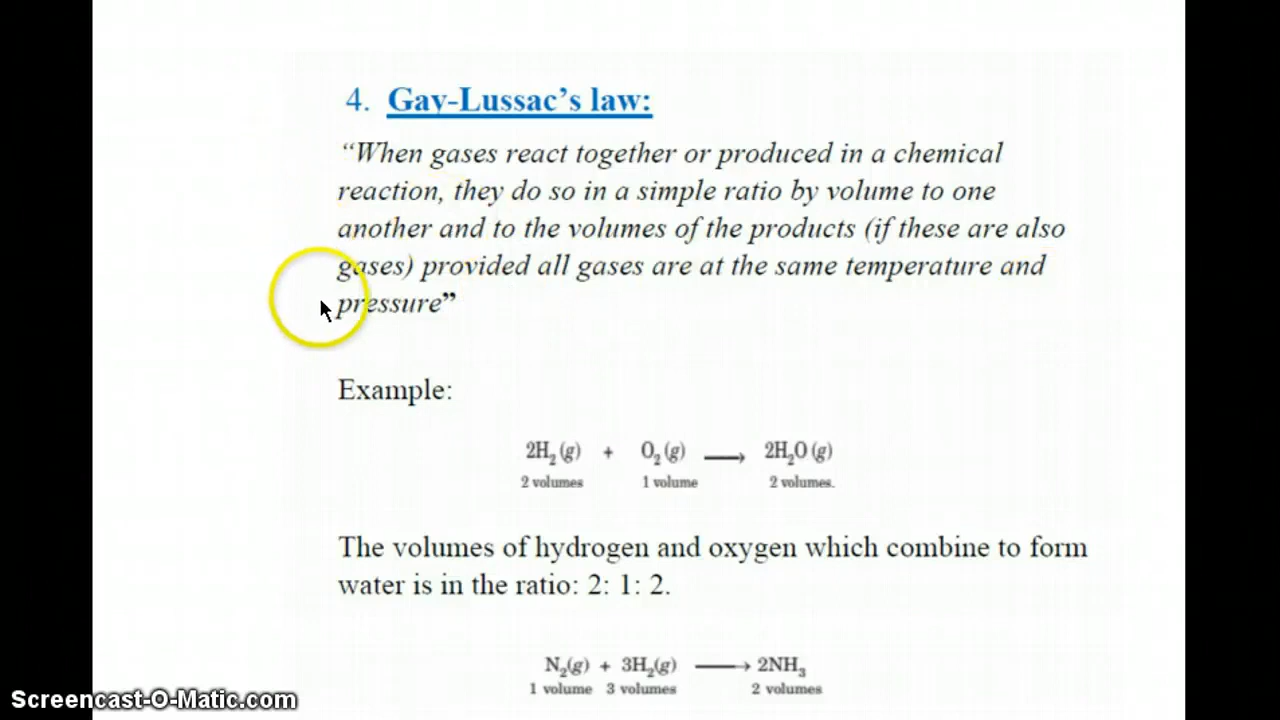 4. Gay-Lussac's law:
“When gases react together or produced in a chemical
reaction, they do so in a simple ratio by volume to one
another and to the volumes of the products (if these are also
gases) provided all gases are at the same temperature and
pressure”
Example:
2H₂(g) + O₂(g) ⟶ 2H₂O(g)
2 volumes 1 volume 2 volumes.
The volumes of hydrogen and oxygen which combine to form
water is in the ratio: 2: 1: 2.
N₂(g) + 3H₂(g) ⟶ 2NH₃
1 volume 3 volumes 2 volumes
Screencast-O-Matic.com